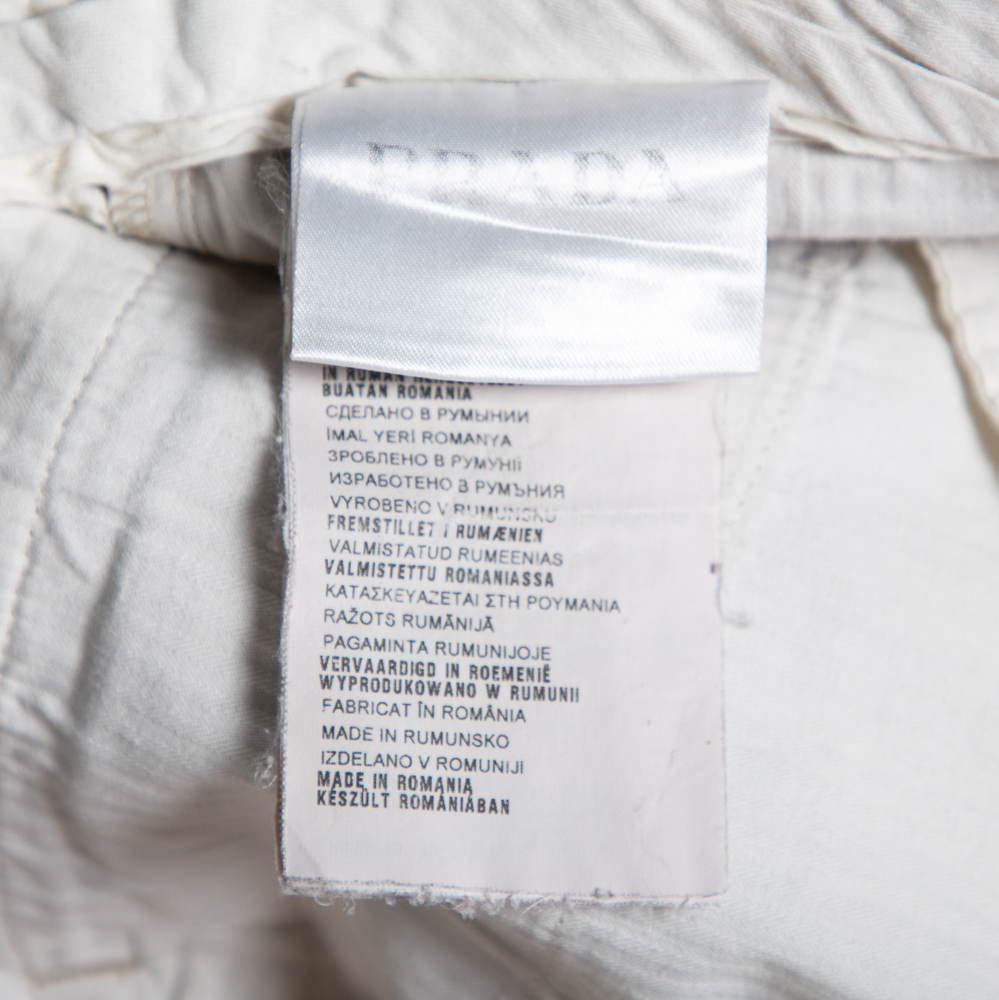 PRADA
IN RUMÄN
BUATAN ROMANIA
СДЕЛАНО В РУМЫНИИ
İMAL YERİ ROMANYA
ЗРОБЛЕНО В РУМУНІЇ
ИЗРАБОТЕНО В РУМЪНИЯ
VYROBENO V RUMUNSKU
FREMSTILLET I RUMÆNIEN
VALMISTATUD RUMEENIAS
VALMISTETTU ROMANIASSA
ΚΑΤΑΣΚΕΥΑΖΕΤΑΙ ΣΤΗ ΡΟΥΜΑΝΙΑ
RAŽOTS RUMĀNIJĀ
PAGAMINTA RUMUNIJOJE
VERVAARDIGD IN ROEMENIË
WYPRODUKOWANO W RUMUNII
FABRICAT ÎN ROMÂNIA
MADE IN RUMUNSKO
IZDELANO V ROMUNIJI
MADE IN ROMANIA
KÉSZÜLT ROMÁNIÁBAN